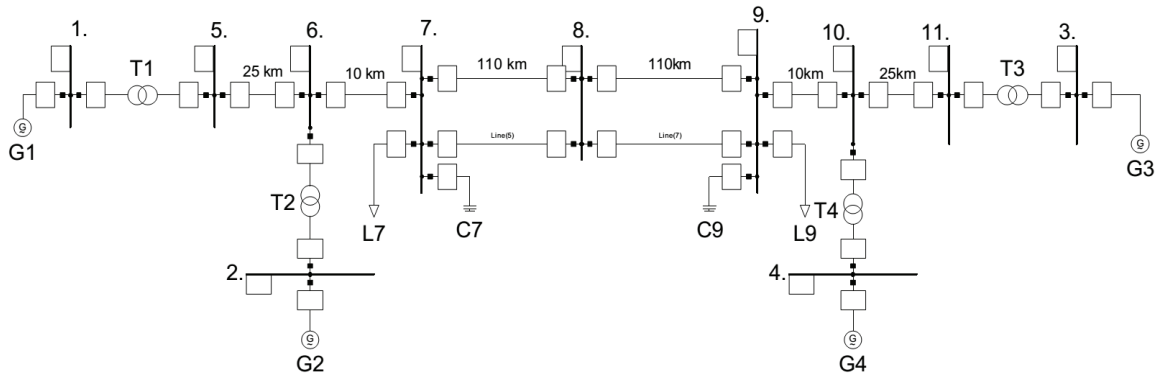 1.
5.
6.
7.
8.
9.
10.
11.
3.
T1
25 km
10 km
110 km
110km
10km
25km
T3
G
G1
Line(5)
Line(7)
G
G3
T2
L7
C7
C9
L9
T4
2.
4.
G
G2
G
G4